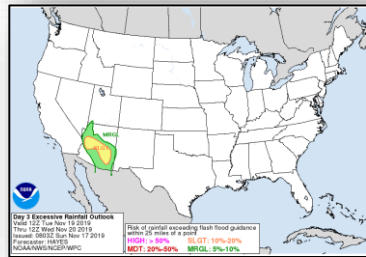 MRGL
SLGT
noaa
Day 3 Excessive Rainfall Outlook
Valid 12Z Tue Nov 19 2019
Thru 12Z Wed Nov 20 2019
Issued: 0803Z Sun Nov 17 2019
Forecaster: HAYES
NOAA/NWS/NCEP/WPC
Risk of rainfall exceeding flash flood guidance
within 25 miles of a point
HIGH: > 50% SLGT: 10%-20%
MDT: 20%-50% MRGL: 5%-10%